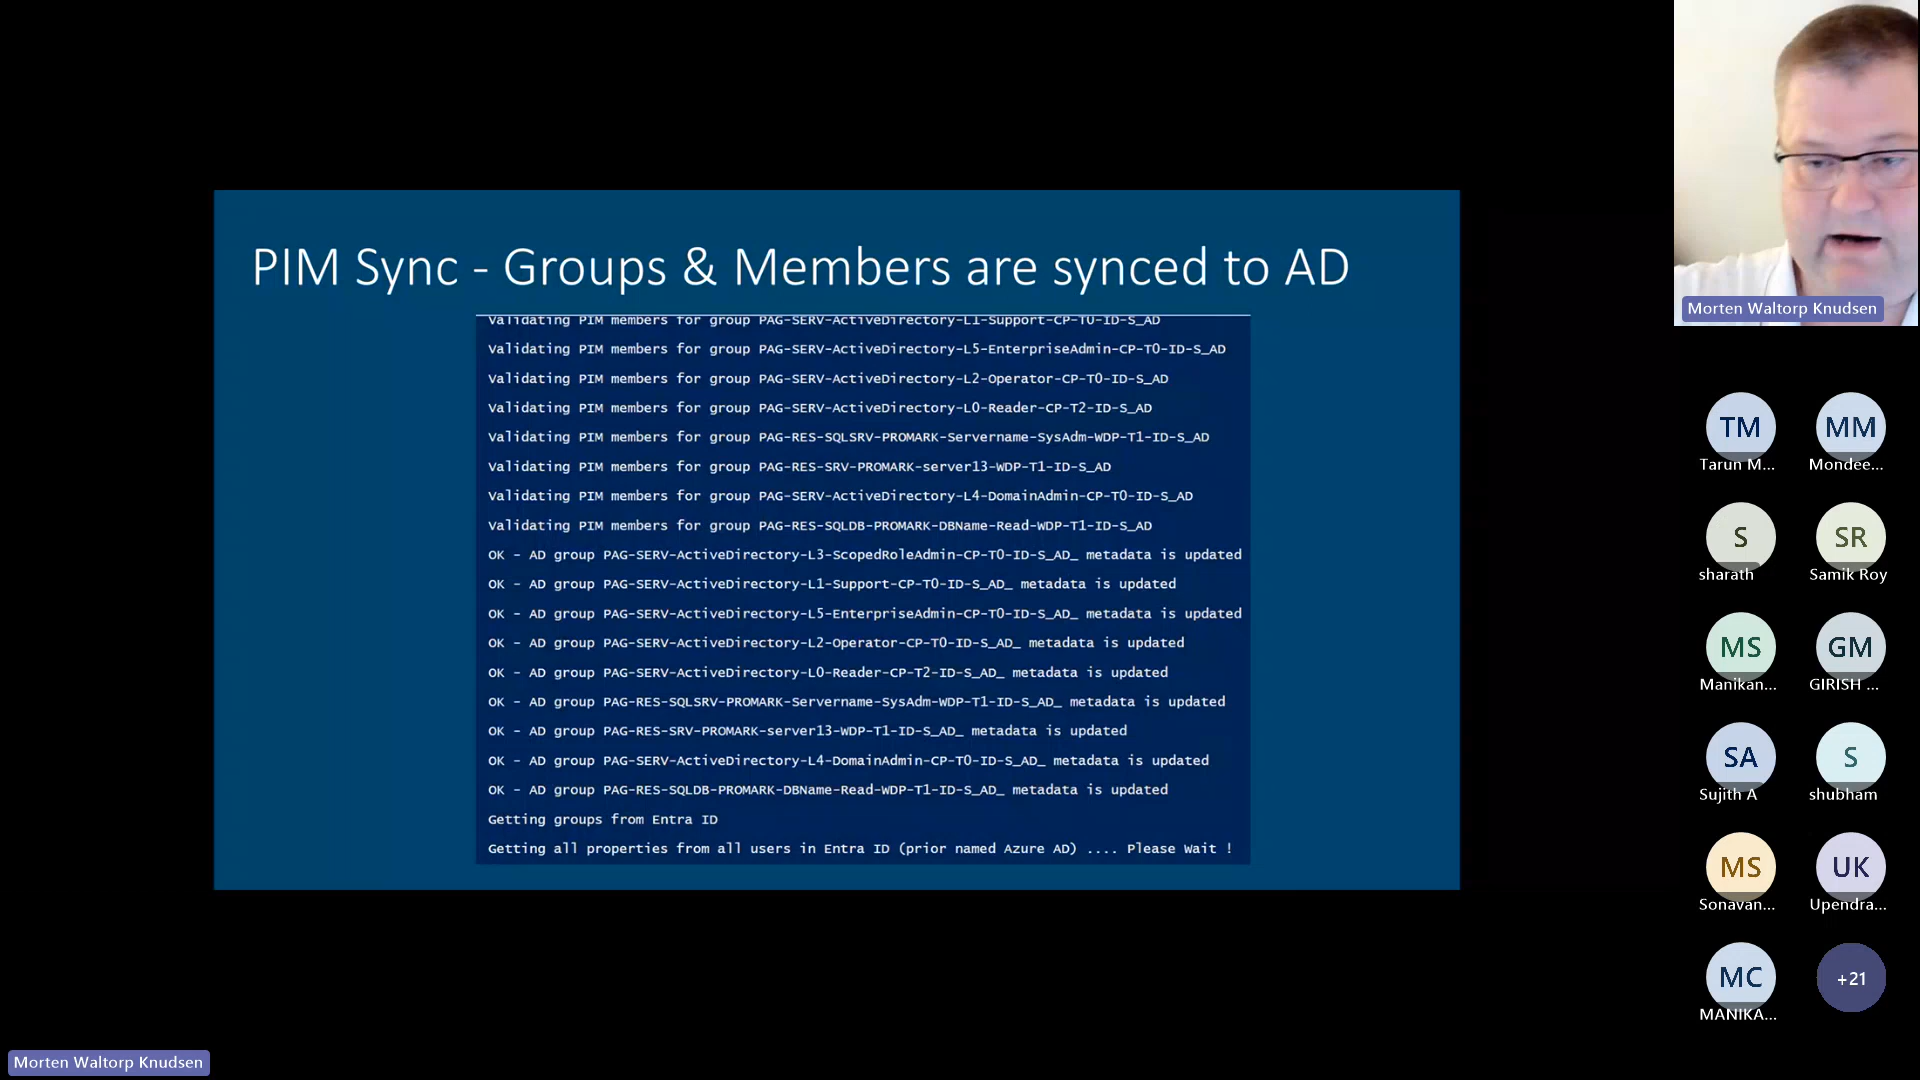 PIM Sync - Groups & Members are synced to AD
Validating PIM members for group PAG-SERV-ActiveDirectory-L1-Support-CP-T0-ID-S_AD
Validating PIM members for group PAG-SERV-ActiveDirectory-L5-EnterpriseAdmin-CP-T0-ID-S_AD
Validating PIM members for group PAG-SERV-ActiveDirectory-L2-Operator-CP-T0-ID-S_AD
Validating PIM members for group PAG-SERV-ActiveDirectory-L0-Reader-CP-T2-ID-S_AD
Validating PIM members for group PAG-RES-SQLSRV-PROMARK-Servername-SysAdm-WDP-T1-ID-S_AD
Validating PIM members for group PAG-RES-SRV-PROMARK-server13-WDP-T1-ID-S_AD
Validating PIM members for group PAG-SERV-ActiveDirectory-L4-DomainAdmin-CP-T0-ID-S_AD
Validating PIM members for group PAG-RES-SQLDB-PROMARK-DBName-Read-WDP-T1-ID-S_AD
OK - AD group PAG-SERV-ActiveDirectory-L3-ScopedRoleAdmin-CP-T0-ID-S_AD_ metadata is updated
OK - AD group PAG-SERV-ActiveDirectory-L1-Support-CP-T0-ID-S_AD_ metadata is updated
OK - AD group PAG-SERV-ActiveDirectory-L5-EnterpriseAdmin-CP-T0-ID-S_AD_ metadata is updated
OK - AD group PAG-SERV-ActiveDirectory-L2-Operator-CP-T0-ID-S_AD_ metadata is updated
OK - AD group PAG-SERV-ActiveDirectory-L0-Reader-CP-T2-ID-S_AD_ metadata is updated
OK - AD group PAG-RES-SQLSRV-PROMARK-Servername-SysAdm-WDP-T1-ID-S_AD_ metadata is updated
OK - AD group PAG-RES-SRV-PROMARK-server13-WDP-T1-ID-S_AD_ metadata is updated
OK - AD group PAG-SERV-ActiveDirectory-L4-DomainAdmin-CP-T0-ID-S_AD_ metadata is updated
OK - AD group PAG-RES-SQLDB-PROMARK-DBName-Read-WDP-T1-ID-S_AD_ metadata is updated
Getting groups from Entra ID
Getting all properties from all users in Entra ID (prior named Azure AD) .... Please Wait !
Morten Waltorp Knudsen
TM
Tarun M...
MM
Mondee...
S
sharath
SR
Samik Roy
MS
Manikan...
GM
GIRISH ...
SA
Sujith A
S
shubham
MS
Sonavan...
UK
Upendra...
MC
MANIKA...
+21
Morten Waltorp Knudsen